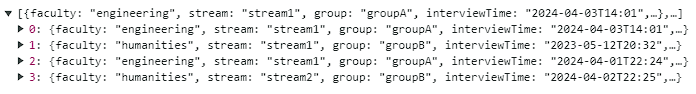 ▼ [{faculty: "engineering", stream: "stream1", group: "groupA", interviewTime: "2024-04-03T14:01",…},…]
▶ 0: {faculty: "engineering", stream: "stream1", group: "groupA", interviewTime: "2024-04-03T14:01",…}
▶ 1: {faculty: "humanities", stream: "stream1", group: "groupB", interviewTime: "2023-05-12T20:32",…}
▶ 2: {faculty: "engineering", stream: "stream1", group: "groupA", interviewTime: "2024-04-01T22:24",…}
▶ 3: {faculty: "humanities", stream: "stream2", group: "groupB", interviewTime: "2024-04-02T22:25",…}